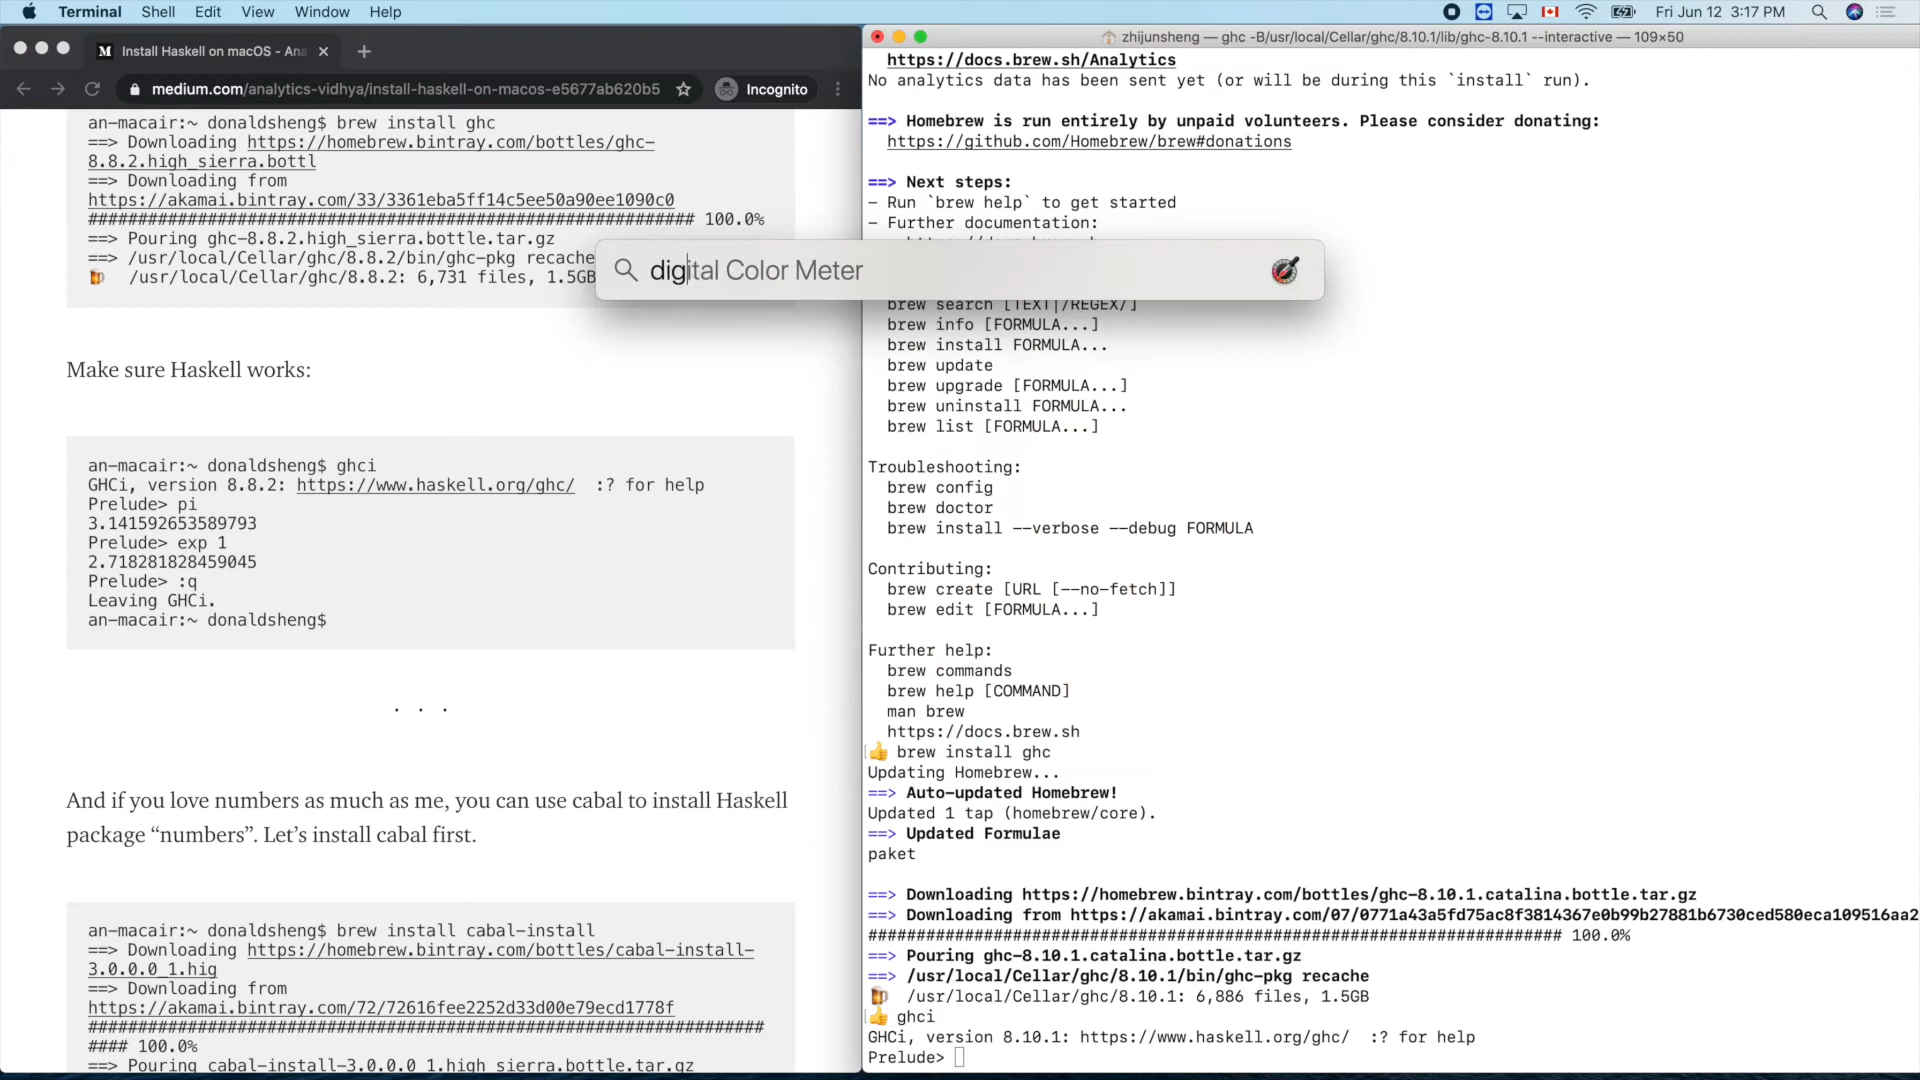 Terminal Shell Edit View Window Help
Fri Jun 12 3:17 PM
Install Haskell on macOS - Ana
medium.com/analytics-vidhya/install-haskell-on-macos-e5677ab620b5
Incognito
an-macair:~ donaldsheng$ brew install ghc
==> Downloading https://homebrew.bintray.com/bottles/ghc-
8.8.2.high_sierra.bottl
==> Downloading from
https://akamai.bintray.com/33/3361eba5ff14c5ee50a90ee1090c0
############################################################# 100.0%
==> Pouring ghc-8.8.2.high_sierra.bottle.tar.gz
==> /usr/local/Cellar/ghc/8.8.2/bin/ghc-pkg recache
/usr/local/Cellar/ghc/8.8.2: 6,731 files, 1.5GB
Make sure Haskell works:
an-macair:~ donaldsheng$ ghci
GHCi, version 8.8.2: https://www.haskell.org/ghc/  :? for help
Prelude> pi
3.141592653589793
Prelude> exp 1
2.718281828459045
Prelude> :q
Leaving GHCi.
an-macair:~ donaldsheng$
. . .
And if you love numbers as much as me, you can use cabal to install Haskell
package “numbers”. Let’s install cabal first.
an-macair:~ donaldsheng$ brew install cabal-install
==> Downloading https://homebrew.bintray.com/bottles/cabal-install-
3.0.0.0_1.hig
==> Downloading from
https://akamai.bintray.com/72/72616fee2252d33d00e79ecd1778f
####################################################################
#### 100.0%
==> Pouring cabal-install-3.0.0.0_1.high_sierra.bottle.tar.gz
digital Color Meter
zhijunsheng — ghc -B/usr/local/Cellar/ghc/8.10.1/lib/ghc-8.10.1 --interactive — 109×50
https://docs.brew.sh/Analytics
No analytics data has been sent yet (or will be during this `install` run).
==> Homebrew is run entirely by unpaid volunteers. Please consider donating:
https://github.com/Homebrew/brew#donations
==> Next steps:
- Run `brew help` to get started
- Further documentation:
brew search [TEXT|/REGEX/]
brew info [FORMULA...]
brew install FORMULA...
brew update
brew upgrade [FORMULA...]
brew uninstall FORMULA...
brew list [FORMULA...]
Troubleshooting:
brew config
brew doctor
brew install --verbose --debug FORMULA
Contributing:
brew create [URL [--no-fetch]]
brew edit [FORMULA...]
Further help:
brew commands
brew help [COMMAND]
man brew
https://docs.brew.sh
👍 brew install ghc
Updating Homebrew...
==> Auto-updated Homebrew!
Updated 1 tap (homebrew/core).
==> Updated Formulae
paket
==> Downloading https://homebrew.bintray.com/bottles/ghc-8.10.1.catalina.bottle.tar.gz
==> Downloading from https://akamai.bintray.com/07/0771a43a5fd75ac8f3814367e0b99b27881b6730ced580eca109516aa2
######################################################################## 100.0%
==> Pouring ghc-8.10.1.catalina.bottle.tar.gz
==> /usr/local/Cellar/ghc/8.10.1/bin/ghc-pkg recache
🍺 /usr/local/Cellar/ghc/8.10.1: 6,886 files, 1.5GB
👍 ghci
GHCi, version 8.10.1: https://www.haskell.org/ghc/  :? for help
Prelude>